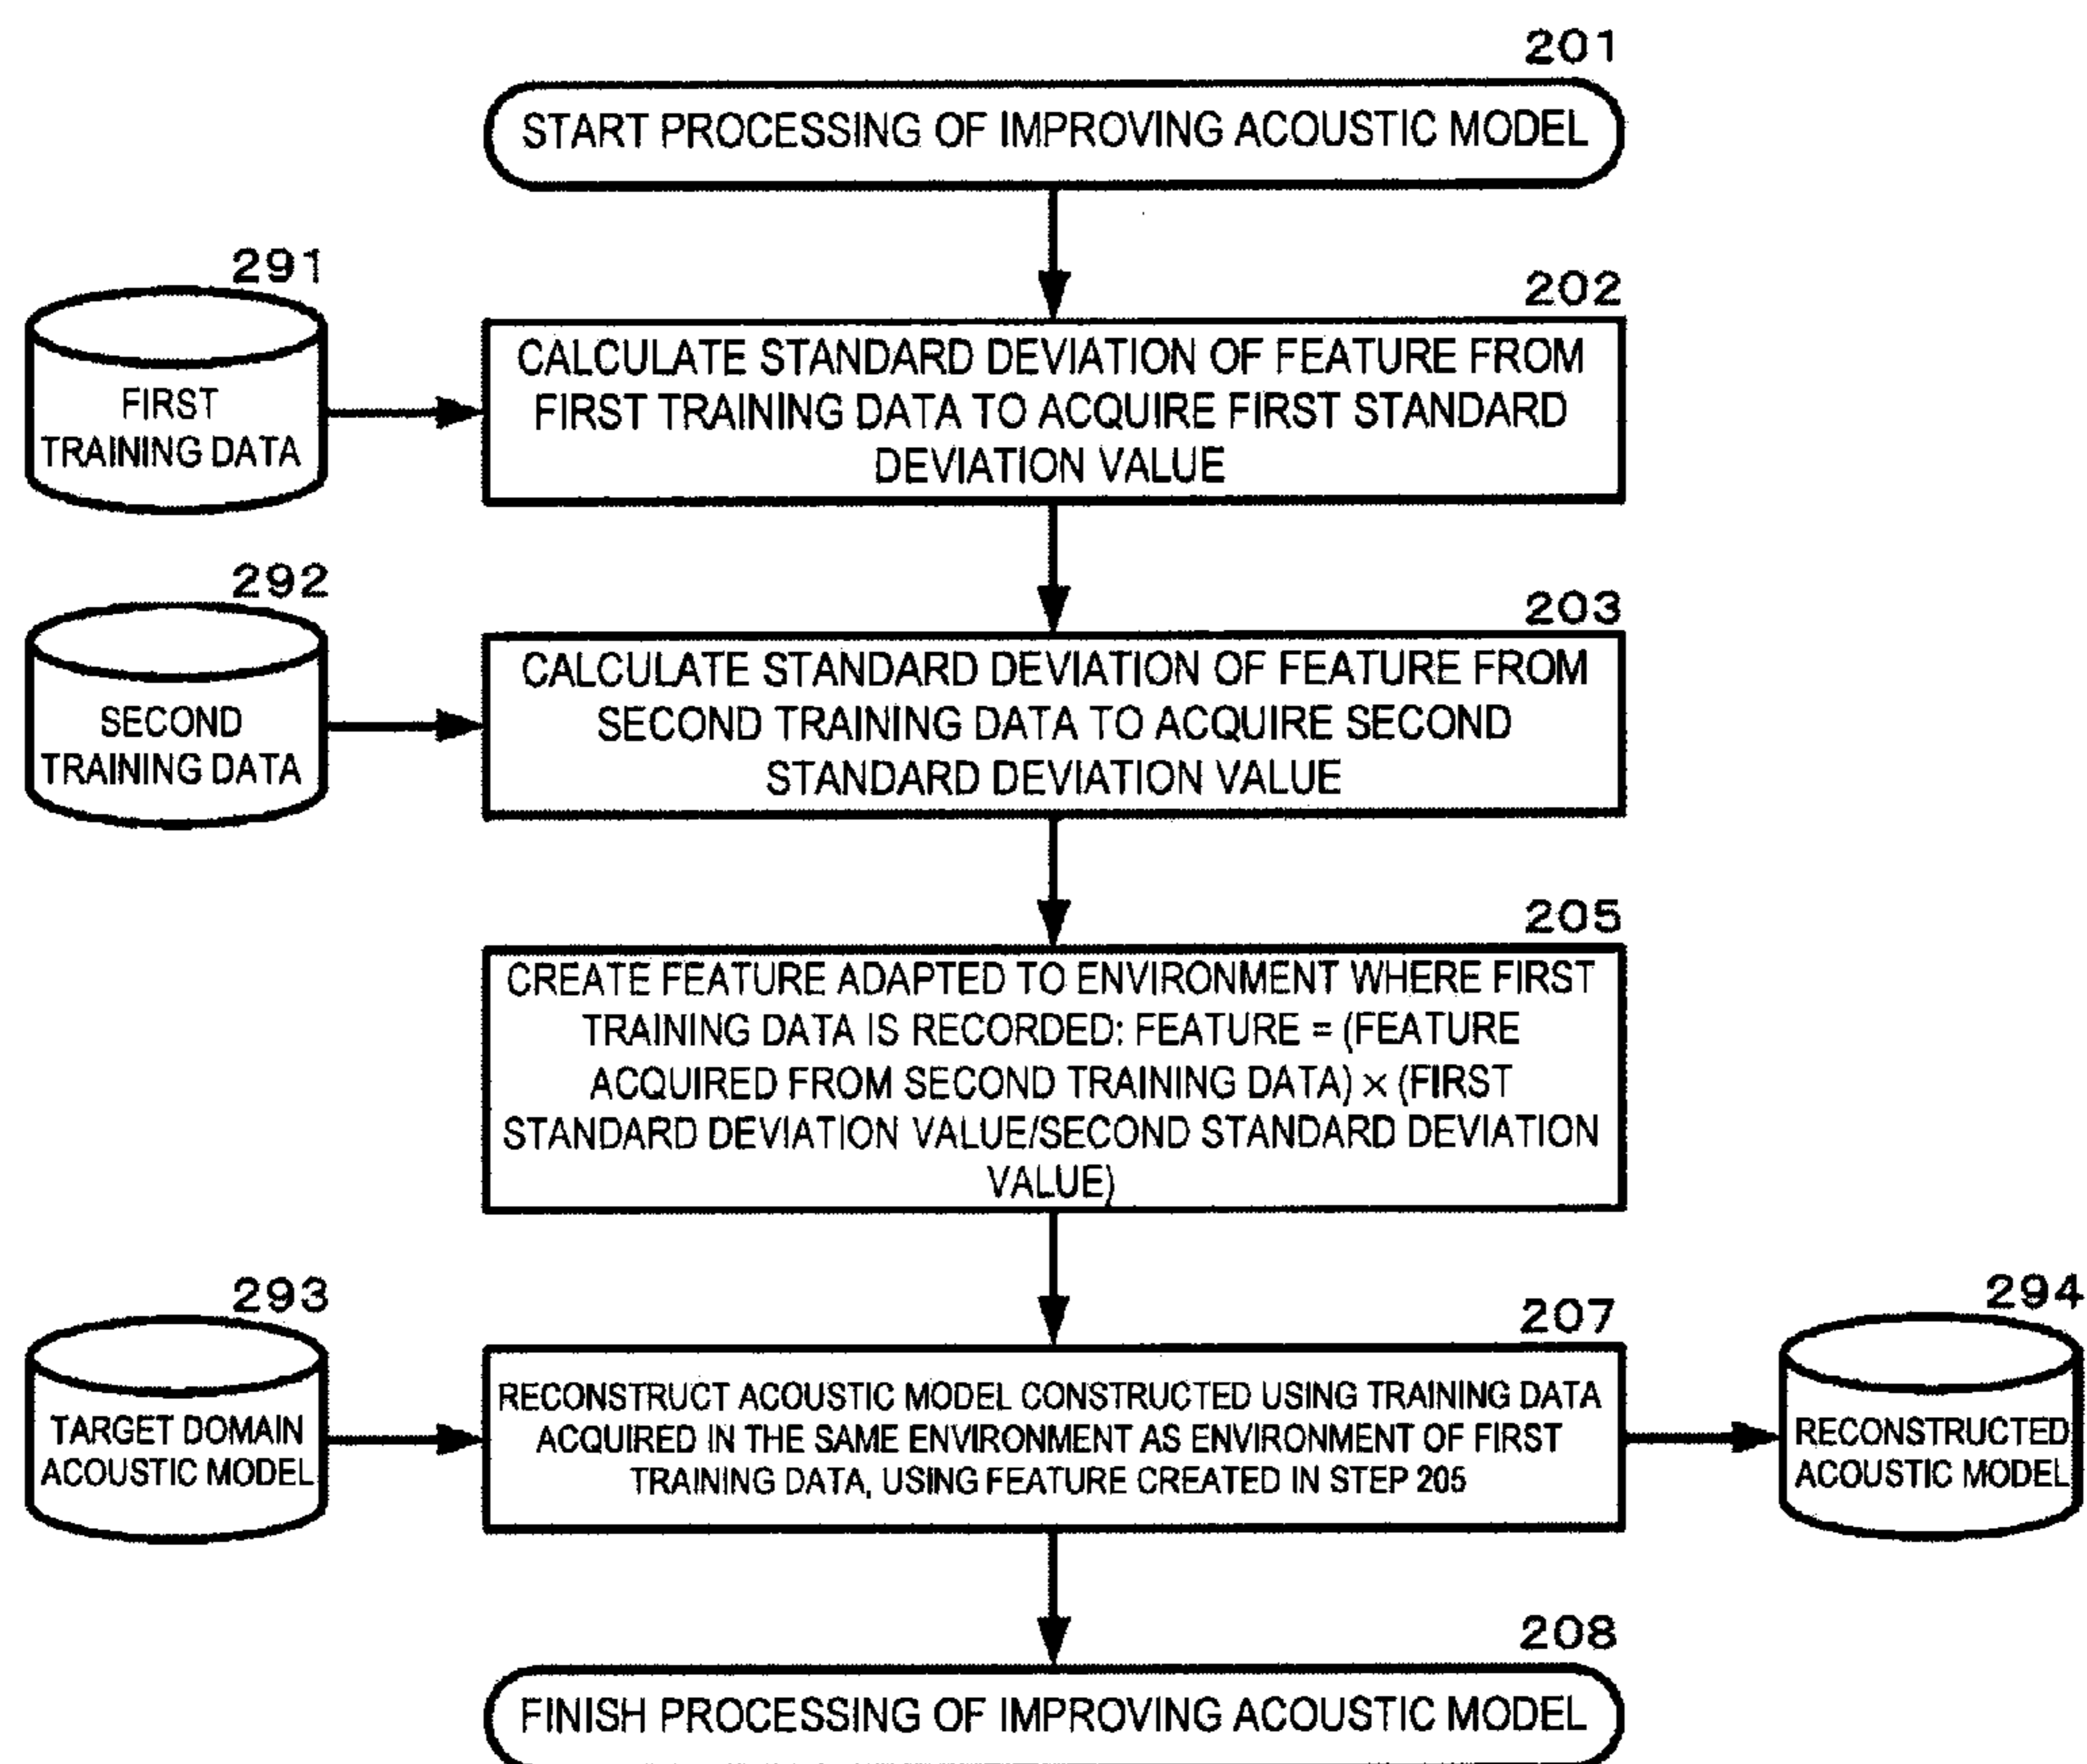 201
START PROCESSING OF IMPROVING ACOUSTIC MODEL
291
FIRST
TRAINING DATA
202
CALCULATE STANDARD DEVIATION OF FEATURE FROM
FIRST TRAINING DATA TO ACQUIRE FIRST STANDARD
DEVIATION VALUE
292
SECOND
TRAINING DATA
203
CALCULATE STANDARD DEVIATION OF FEATURE FROM
SECOND TRAINING DATA TO ACQUIRE SECOND
STANDARD DEVIATION VALUE
205
CREATE FEATURE ADAPTED TO ENVIRONMENT WHERE FIRST
TRAINING DATA IS RECORDED: FEATURE = (FEATURE
ACQUIRED FROM SECOND TRAINING DATA) × (FIRST
STANDARD DEVIATION VALUE/SECOND STANDARD DEVIATION
VALUE)
293
TARGET DOMAIN
ACOUSTIC MODEL
207
RECONSTRUCT ACOUSTIC MODEL CONSTRUCTED USING TRAINING DATA
ACQUIRED IN THE SAME ENVIRONMENT AS ENVIRONMENT OF FIRST
TRAINING DATA, USING FEATURE CREATED IN STEP 205
294
RECONSTRUCTED
ACOUSTIC MODEL
208
FINISH PROCESSING OF IMPROVING ACOUSTIC MODEL